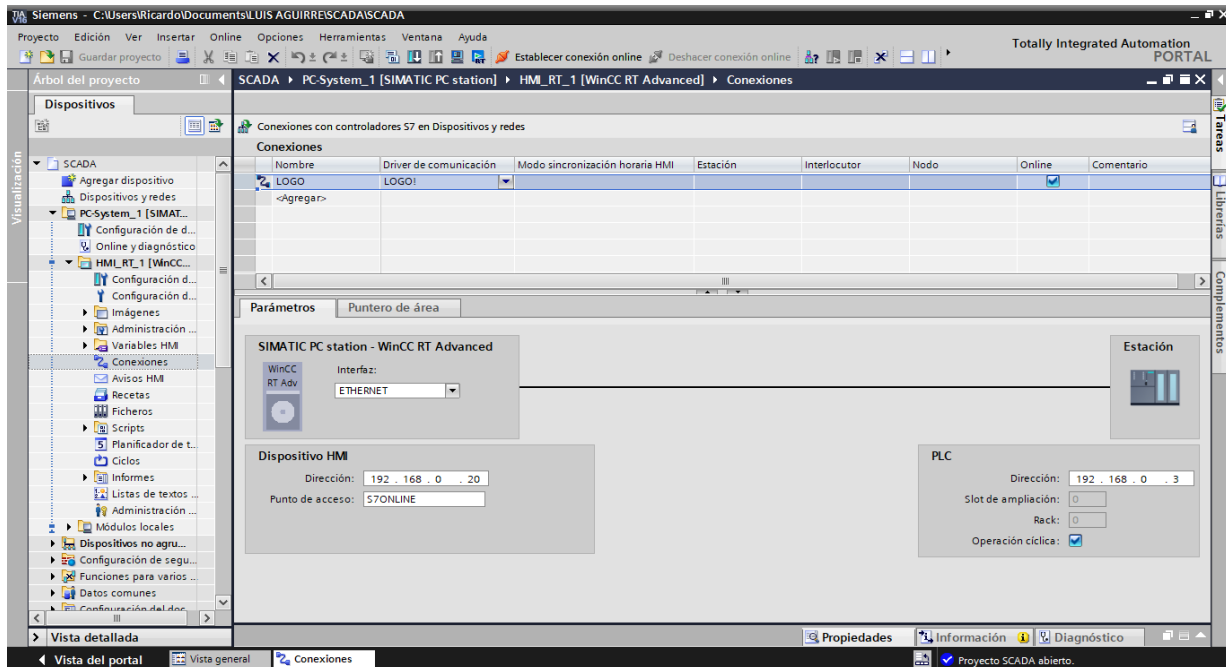 Siemens - C:\Users\Ricardo\Documents\LUIS AGUIRRE\SCADA\SCADA
Proyecto Edición Ver Insertar Online Opciones Herramientas Ventana Ayuda
Guardar proyecto Establecer conexión online Deshacer conexión online
Totally Integrated Automation
PORTAL
Árbol del proyecto
SCADA PC-System_1 [SIMATIC PC station] HMI_RT_1 [WinCC RT Advanced] Conexiones
Dispositivos
Visualización
SCADA
Agregar dispositivo
Dispositivos y redes
PC-System_1 [SIMAT...
Configuración de d...
Online y diagnóstico
HMI_RT_1 [WinCC...
Configuración d...
Configuración d...
Imágenes
Administración ...
Variables HMI
Conexiones
Avisos HMI
Recetas
Ficheros
Scripts
Planificador de t...
Ciclos
Informes
Listas de textos ...
Administración ...
Módulos locales
Dispositivos no agru...
Configuración de segu...
Funciones para varios ...
Datos comunes
Configuración del doc...
Vista detallada
Conexiones con controladores S7 en Dispositivos y redes
Conexiones
Nombre Driver de comunicación Modo sincronización horaria HMI Estación Interlocutor Nodo Online Comentario
LOGO LOGO!
<Agregar>
Parámetros Puntero de área
SIMATIC PC station - WinCC RT Advanced
WinCC
RT Adv
Interfaz:
ETHERNET
Estación
Dispositivo HMI
Dirección: 192 . 168 . 0 . 20
Punto de acceso: S7ONLINE
PLC
Dirección: 192 . 168 . 0 . 3
Slot de ampliación: 0
Rack: 0
Operación cíclica:
Tareas
Librerías
Complementos
Propiedades Información Diagnóstico
Vista del portal Vista general Conexiones
Proyecto SCADA abierto.